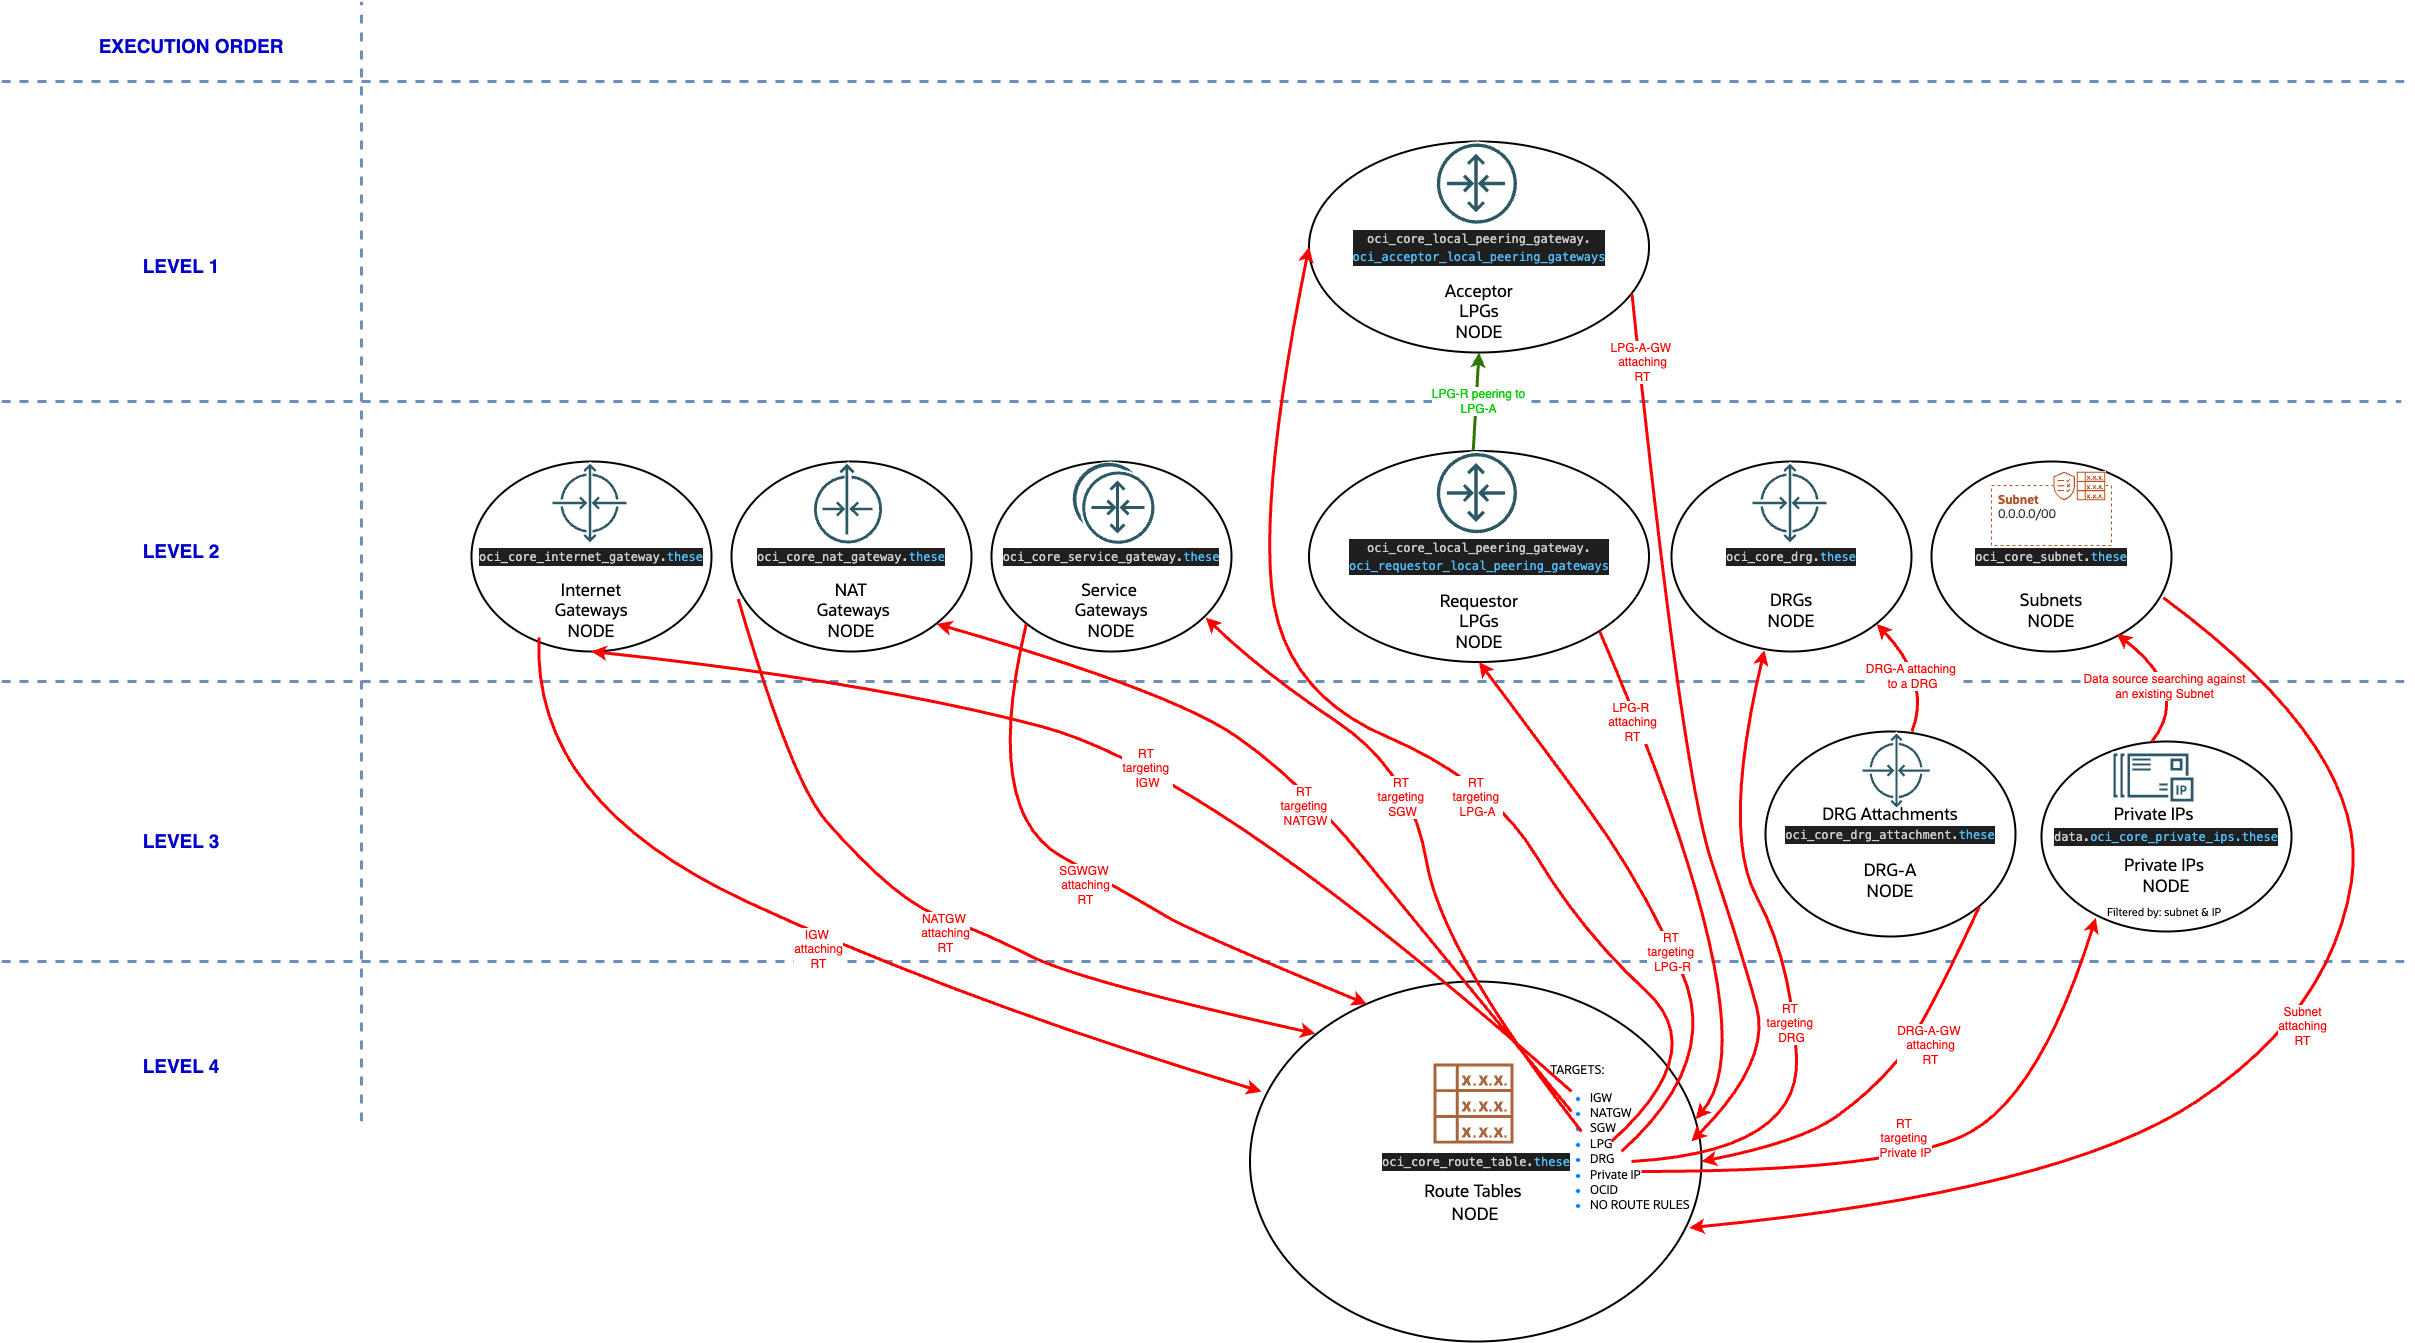 EXECUTION ORDER
LEVEL 1
oci_core_local_peering_gateway.
oci_acceptor_local_peering_gateways
Acceptor
LPGs
NODE
LPG-A-GW
attaching
RT
LPG-R peering to
LPG-A
LEVEL 2
oci_core_internet_gateway.these
Internet
Gateways
NODE
oci_core_nat_gateway.these
NAT
Gateways
NODE
oci_core_service_gateway.these
Service
Gateways
NODE
oci_core_local_peering_gateway.
oci_requestor_local_peering_gateways
Requestor
LPGs
NODE
oci_core_drg.these
DRGs
NODE
Subnet
0.0.0.0/00
x.x.x.
x.x.x.
x.x.x.
oci_core_subnet.these
Subnets
NODE
DRG-A attaching
to a DRG
Data source searching against
an existing Subnet
LPG-R
attaching
RT
LEVEL 3
RT
targeting
IGW
RT
targeting
NATGW
RT
targeting
SGW
RT
targeting
LPG-A
DRG Attachments
oci_core_drg_attachment.these
DRG-A
NODE
IP
Private IPs
data.oci_core_private_ips.these
Private IPs
NODE
Filtered by: subnet & IP
SGWGW
attaching
RT
NATGW
attaching
RT
IGW
attaching
RT
RT
targeting
LPG-R
LEVEL 4
RT
targeting
DRG
DRG-A-GW
attaching
RT
Subnet
attaching
RT
RT
targeting
Private IP
x.x.x.
x.x.x.
x.x.x.
oci_core_route_table.these
Route Tables
NODE
TARGETS:
IGW
NATGW
SGW
LPG
DRG
Private IP
OCID
NO ROUTE RULES